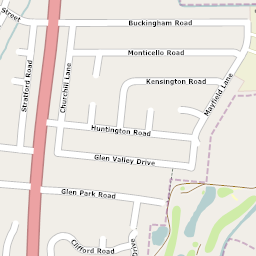 Street
Buckingham Road
Monticello Road
Stratford Road
Churchill Lane
Kensington Road
Mayfield Lane
Huntington Road
Glen Valley Drive
Glen Park Road
Clifford Road